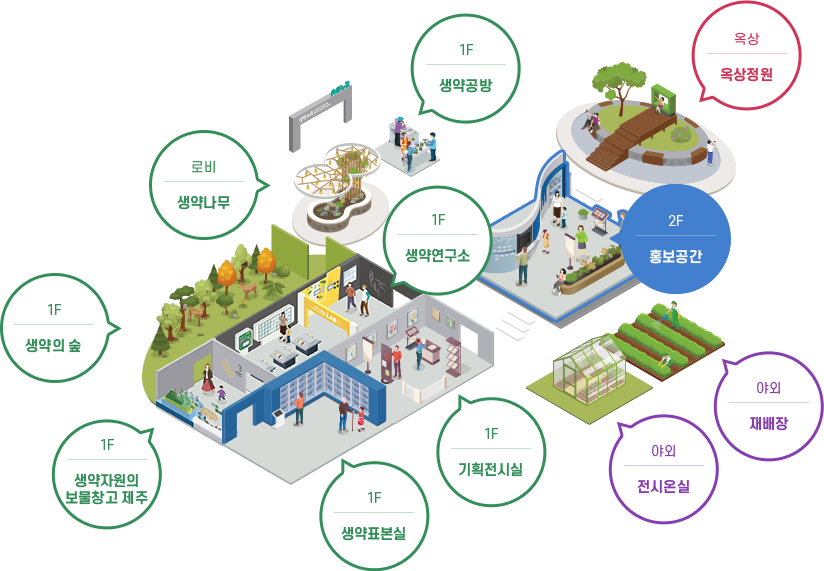 1F
생약공방
옥상
옥상정원
로비
생약나무
1F
생약연구소
2F
홍보공간
1F
생약의 숲
LAB
1F
생약자원의
보물창고 제주
1F
생약표본실
1F
기획전시실
야외
전시온실
야외
재배장